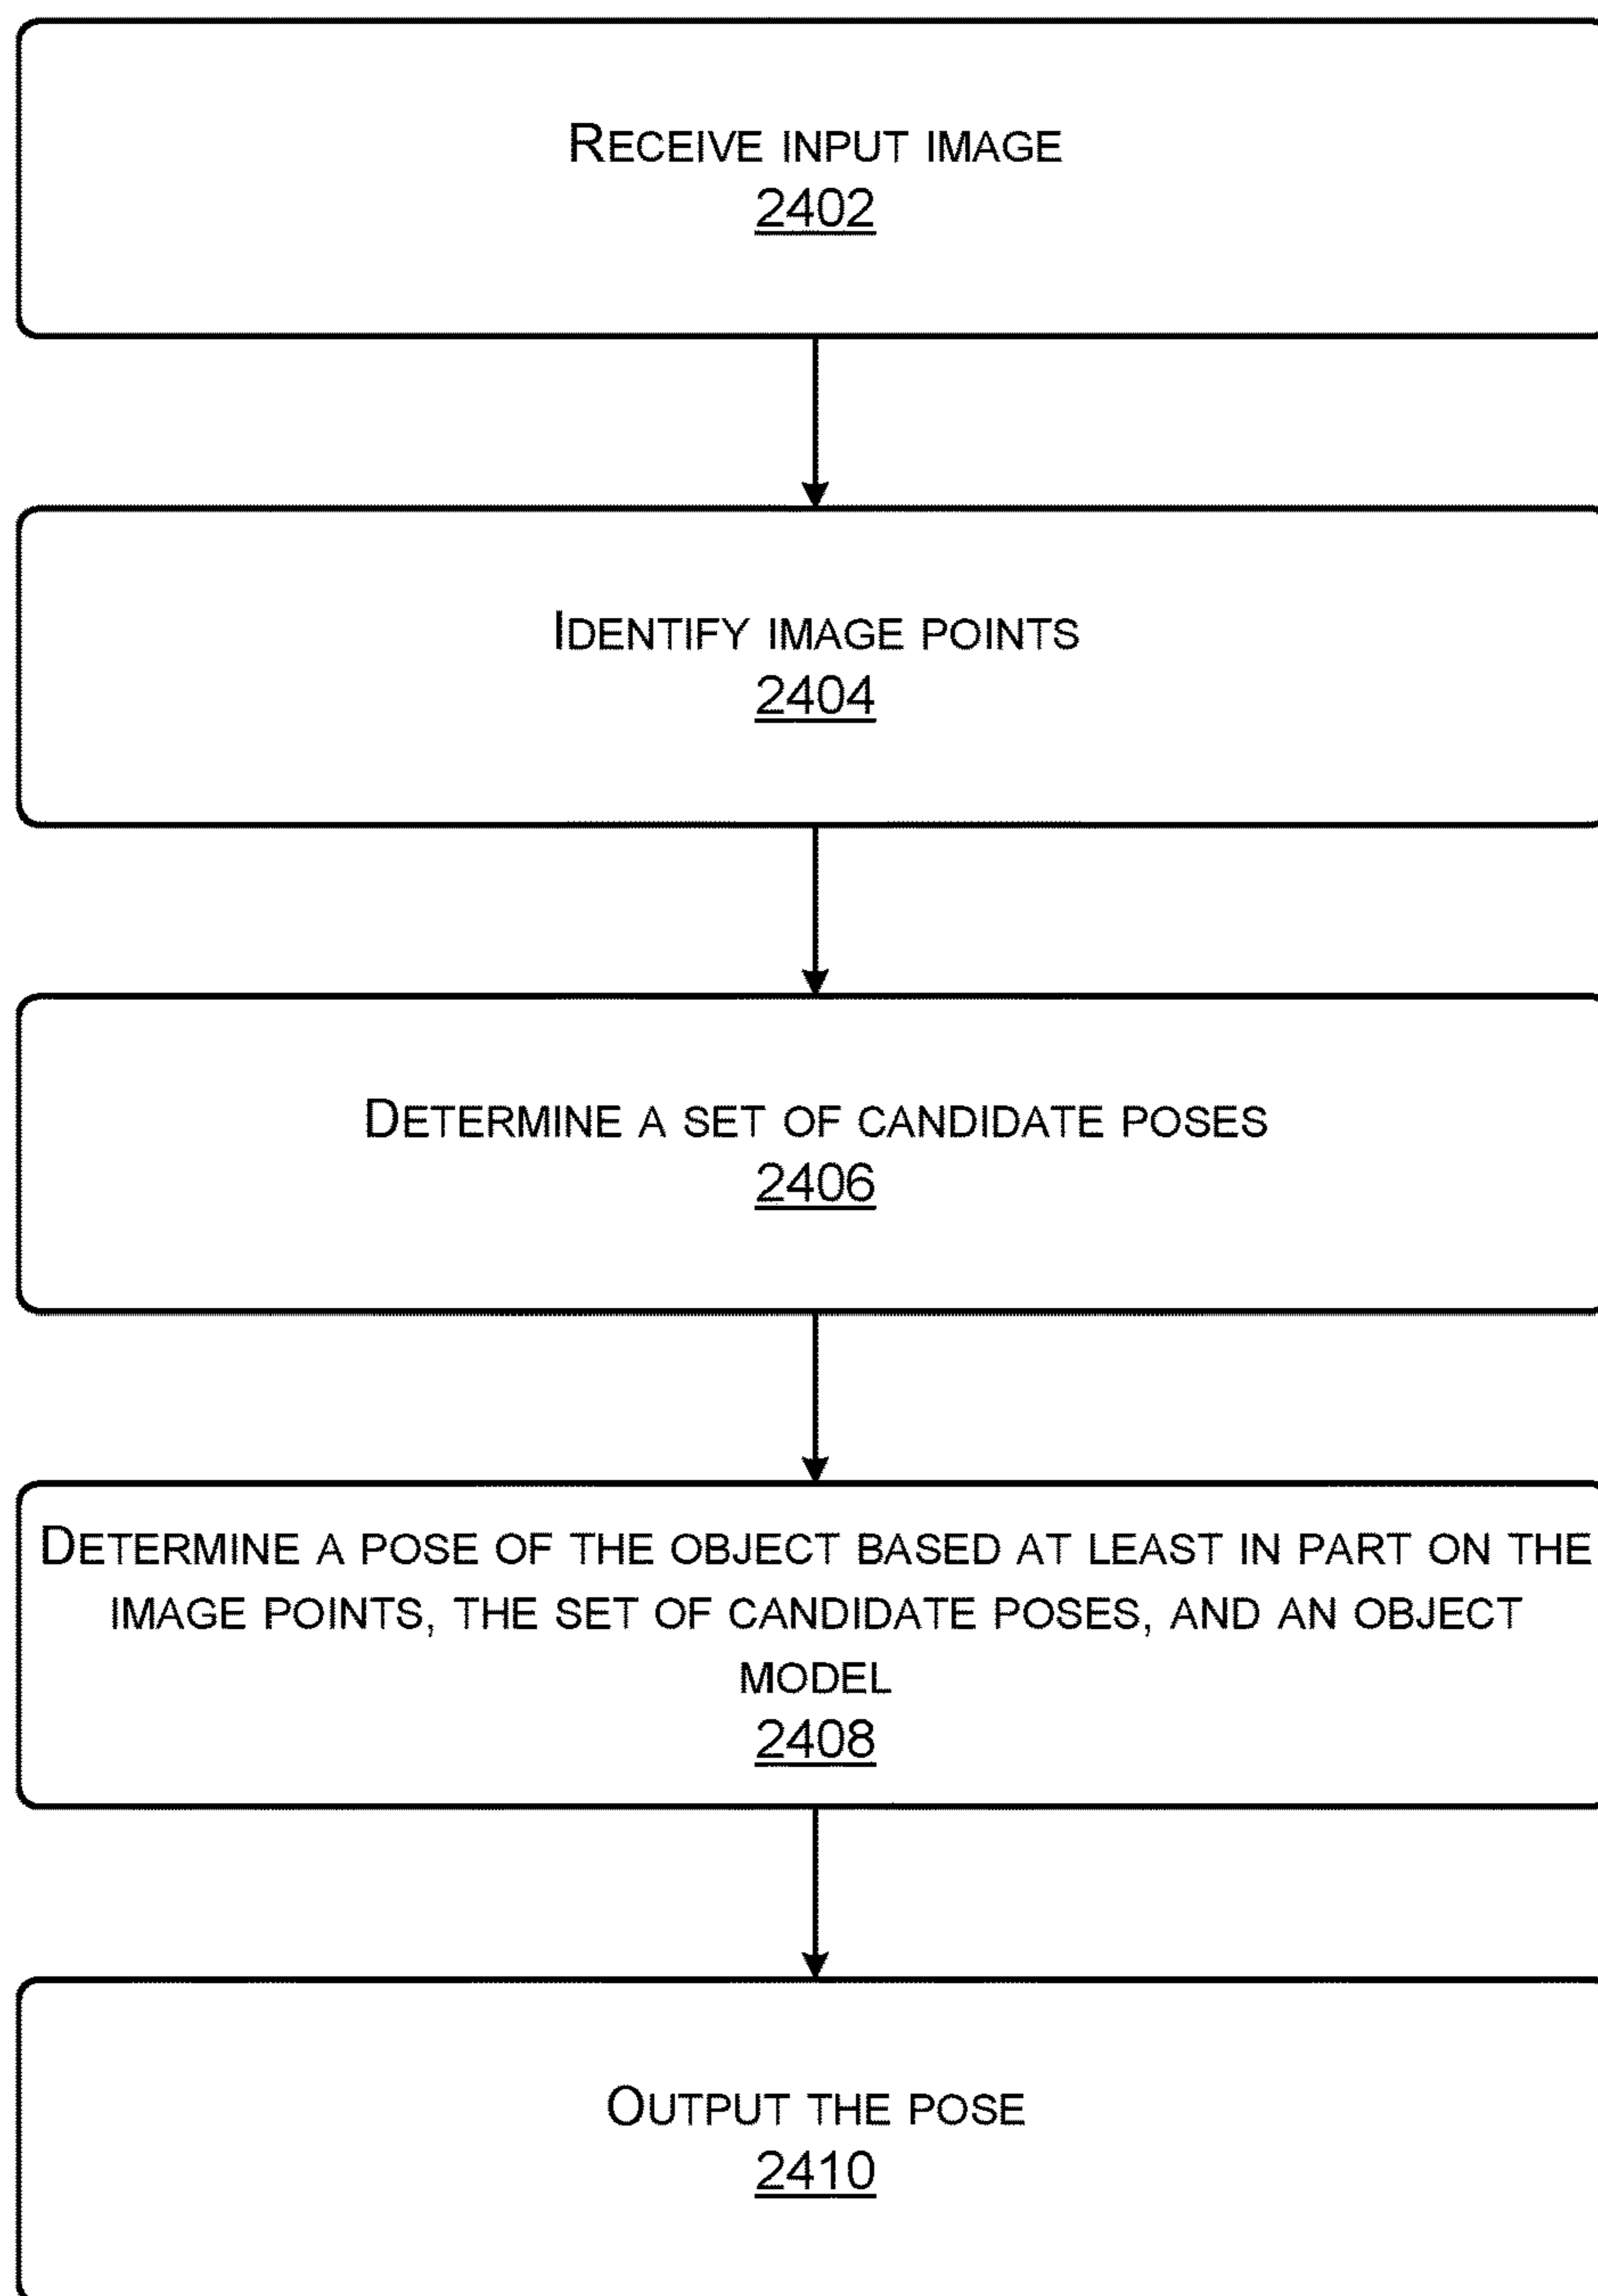 RECEIVE INPUT IMAGE
2402
IDENTIFY IMAGE POINTS
2404
DETERMINE A SET OF CANDIDATE POSES
2406
DETERMINE A POSE OF THE OBJECT BASED AT LEAST IN PART ON THE
IMAGE POINTS, THE SET OF CANDIDATE POSES, AND AN OBJECT
MODEL
2408
OUTPUT THE POSE
2410